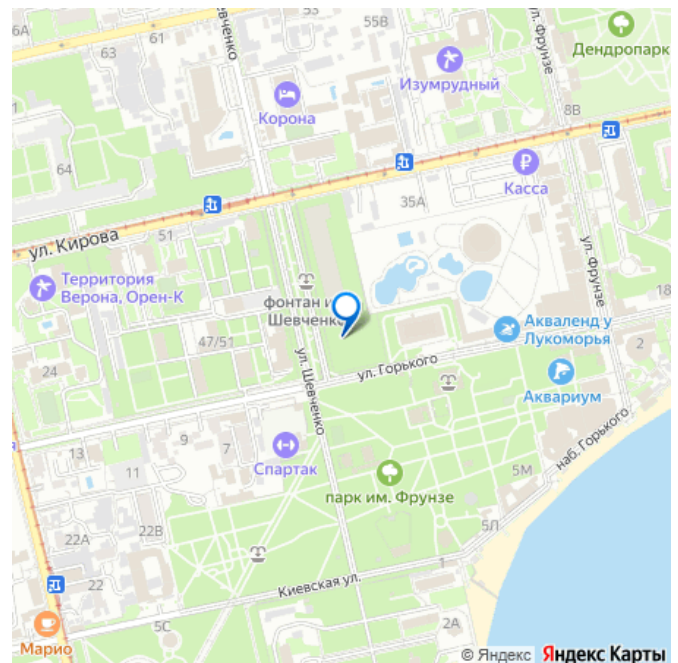 6А
63
61
вченко
53
55В
ул. Фрунзе
Дендропарк
Изумрудный
Корона
1
8В
64
Касса
35А
ул. Кирова
51
ул. Фрунзе
Территория
Верона, Орен-К
фонтан и
Шевченко
18
Акваленд у
Лукоморья
47/51
2
ул. Горького
24
ул. Шевченко
Аквариум
наб. Горького
9
7
13
11
Спартак
5М
парк им. Фрунзе
22В
22А
5Л
22
Киевская ул.
1
5С
2А
Марио
© Яндекс Яндекс Карты